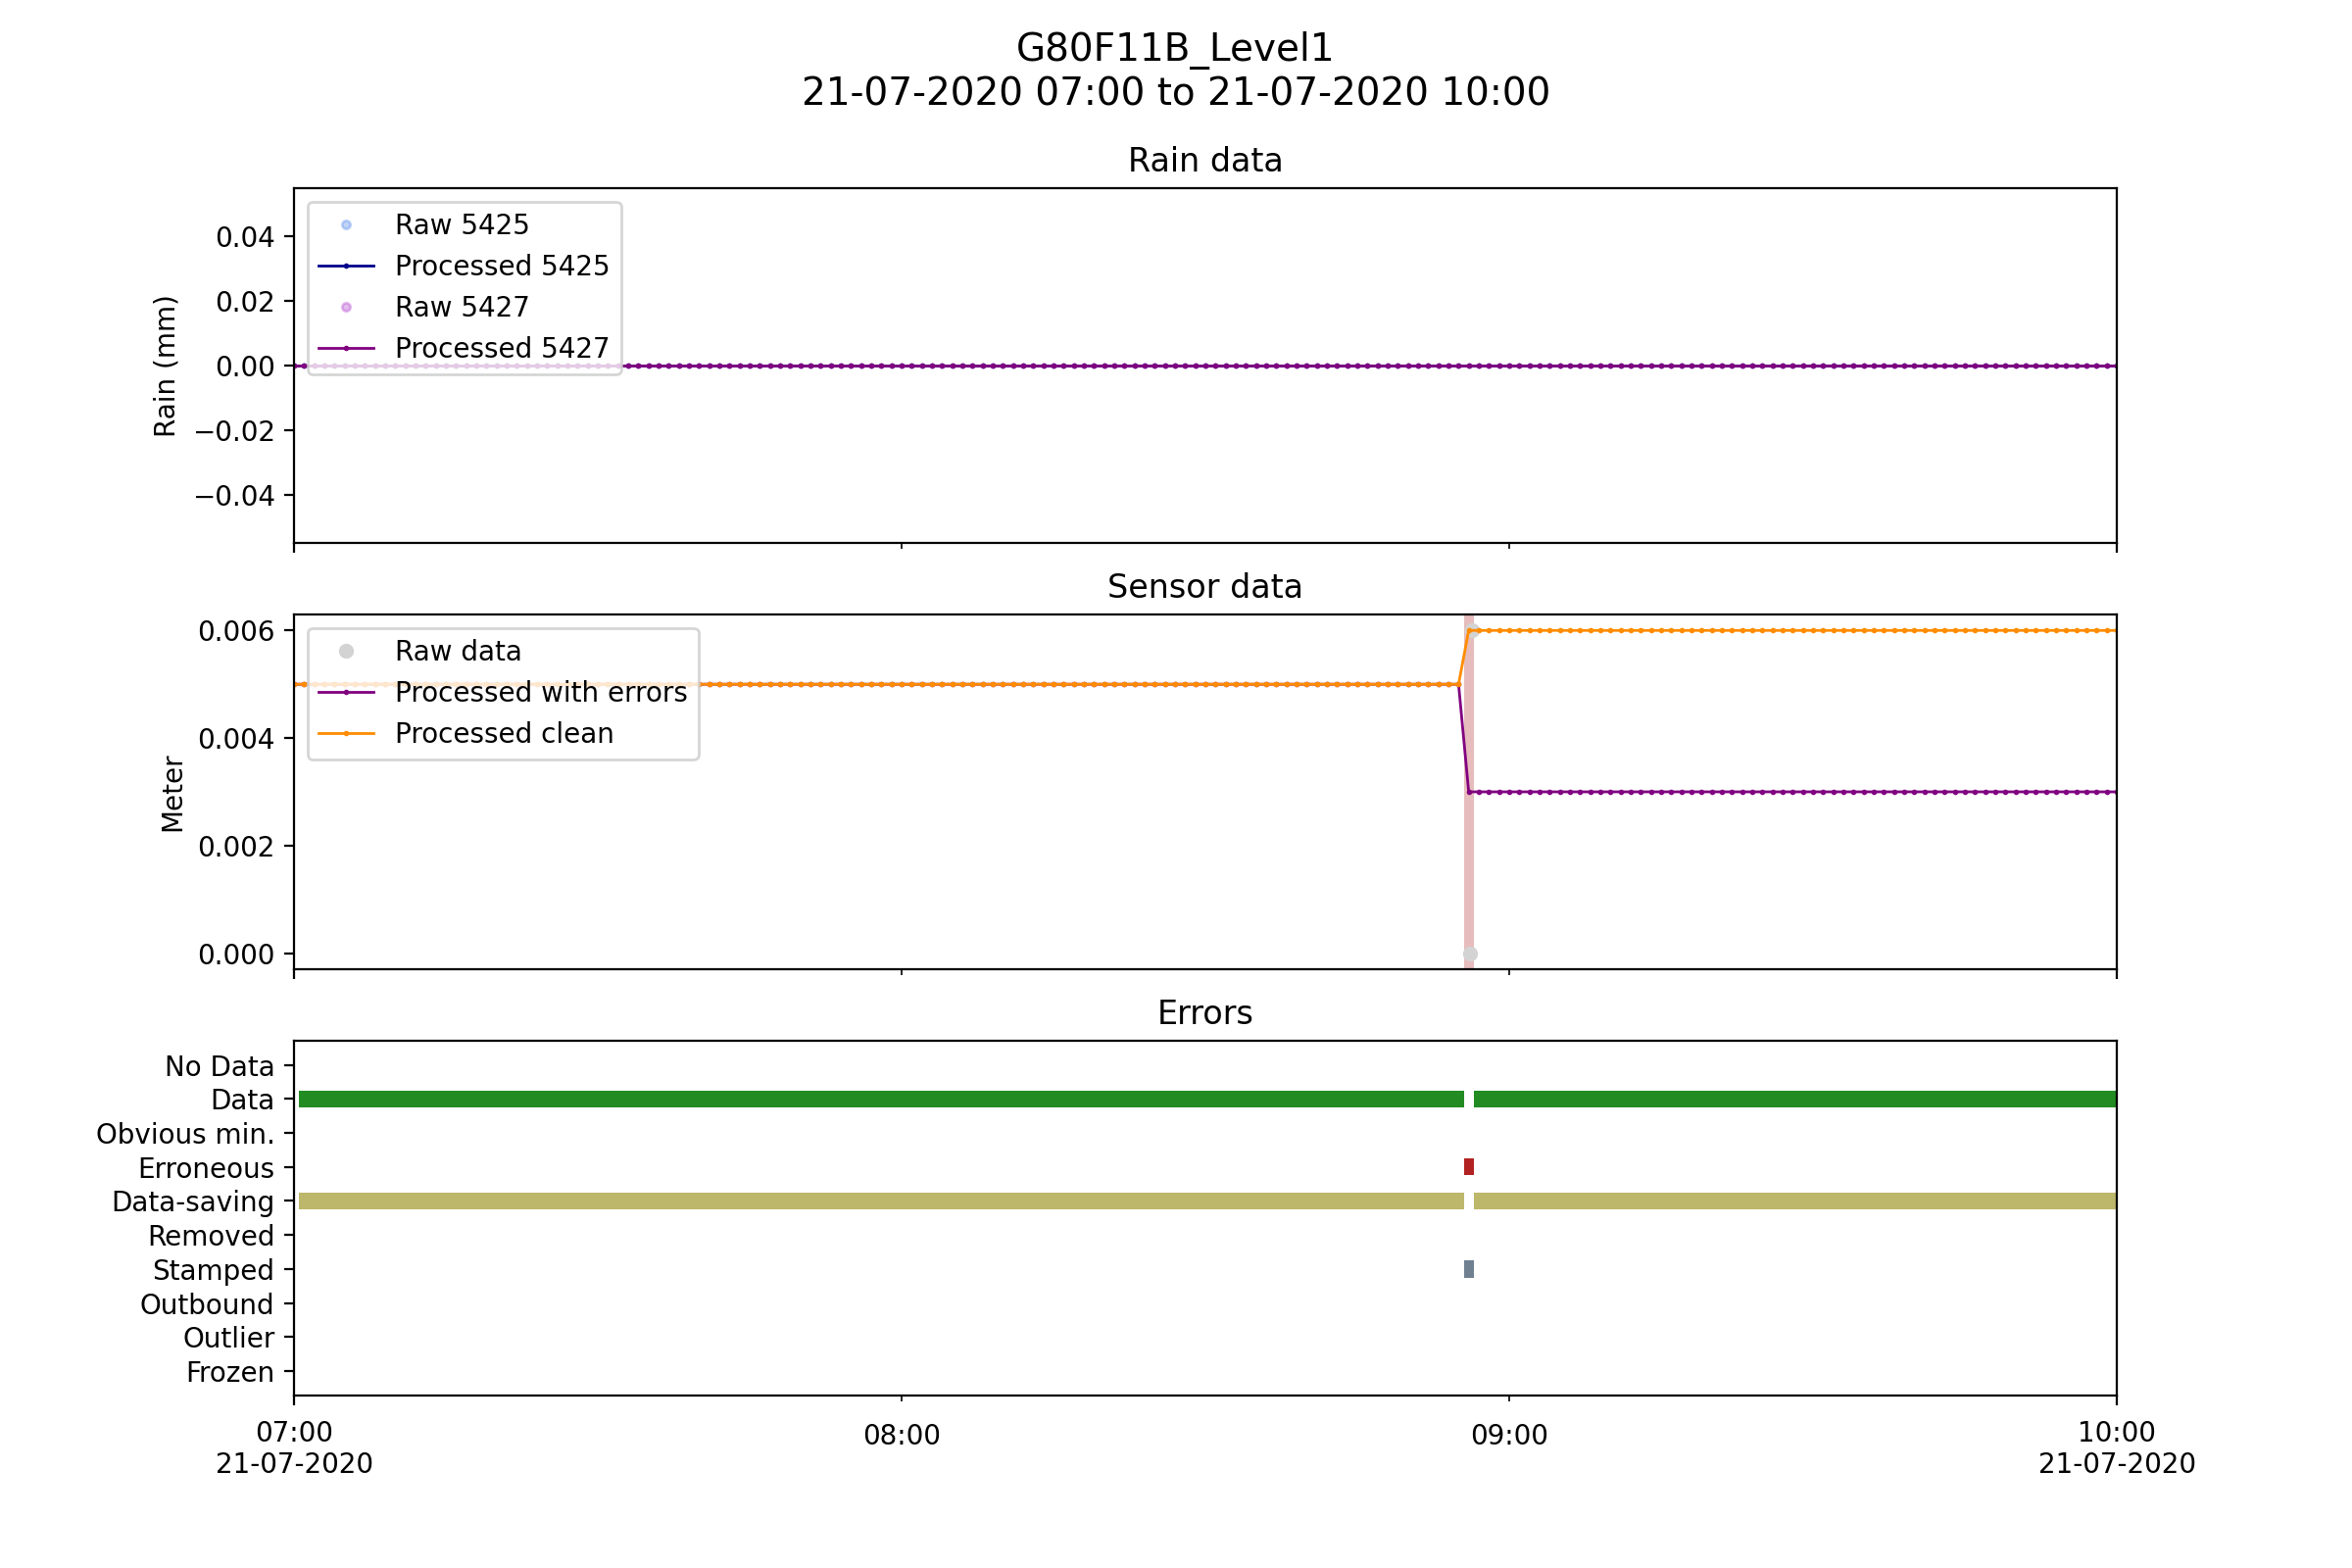 G80F11B_Level1
21-07-2020 07:00 to 21-07-2020 10:00
Rain data
Rain (mm)
0.04
0.02
0.00
−0.02
−0.04
Raw 5425
Processed 5425
Raw 5427
Processed 5427
Sensor data
Meter
0.006
0.004
0.002
0.000
Raw data
Processed with errors
Processed clean
Errors
No Data
Data
Obvious min.
Erroneous
Data-saving
Removed
Stamped
Outbound
Outlier
Frozen
07:00
21-07-2020
08:00
09:00
10:00
21-07-2020